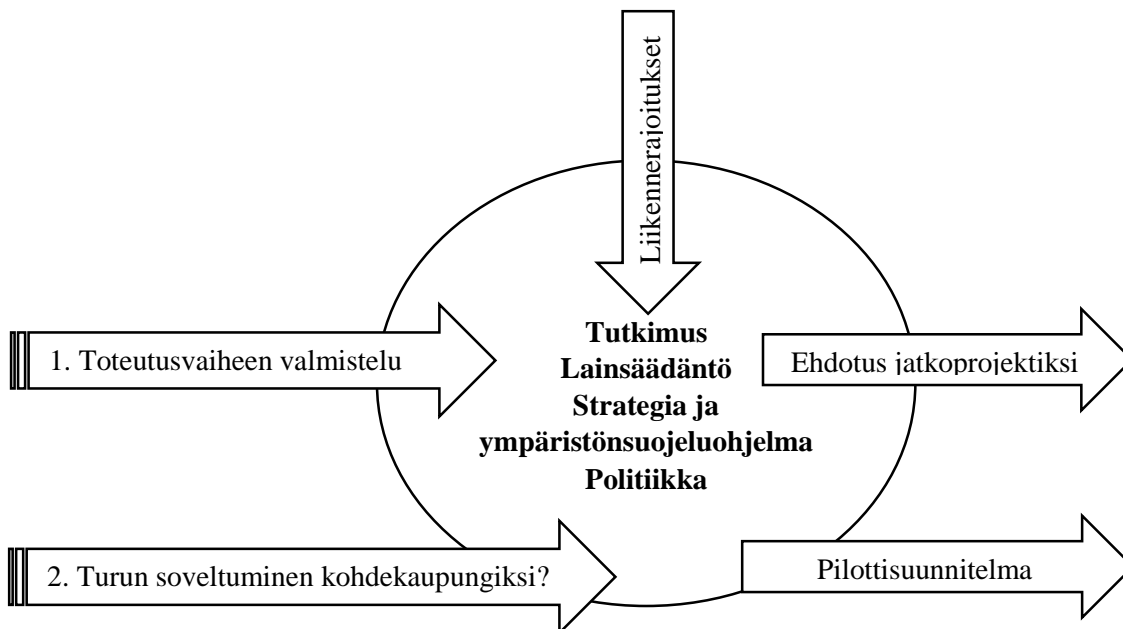 Liikennerajoitukset
Tutkimus
Lainsäädäntö
Strategia ja
ympäristönsuojeluohjelma
Politiikka
1. Toteutusvaiheen valmistelu
Ehdotus jatkoprojektiksi
2. Turun soveltuminen kohdekaupungiksi?
Pilottisuunnitelma